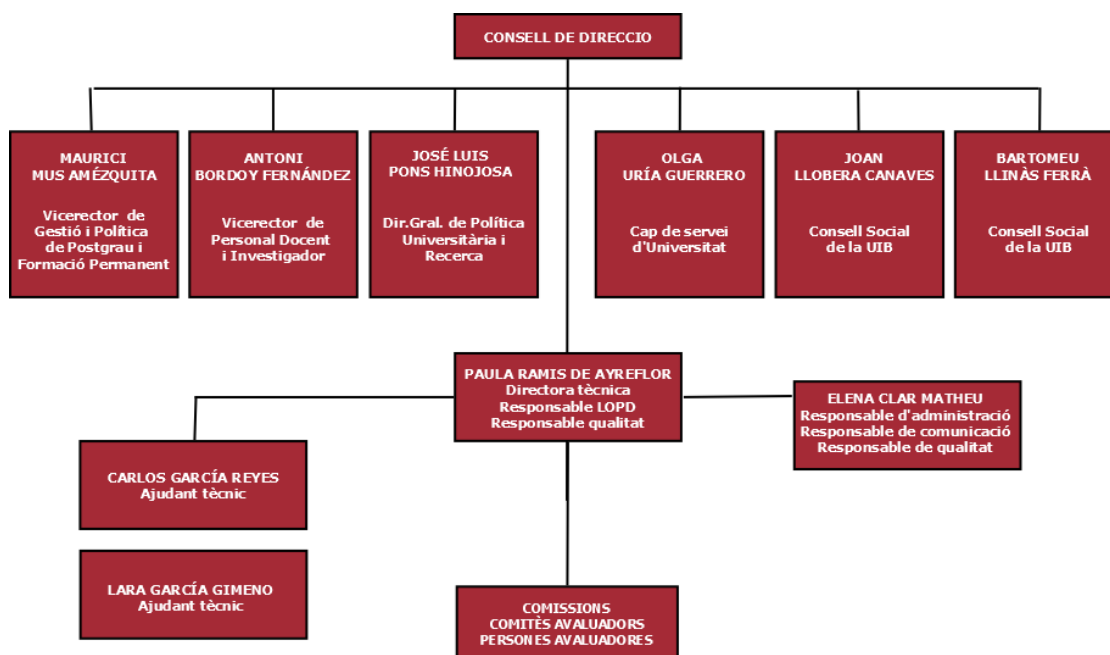 CONSELL DE DIRECCIO
MAURICI
MUS AMÉZQUITA
Vicerector de
Gestió i Política
de Postgrau i
Formació Permanent
ANTONI
BORDOY FERNÁNDEZ
Vicerector de
Personal Docent
i Investigador
JOSÉ LUIS
PONS HINOJOSA
Dir.Gral. de Política
Universitària i
Recerca
OLGA
URÍA GUERRERO
Cap de servei
d'Universitat
JOAN
LLOBERA CANAVES
Consell Social
de la UIB
BARTOMEU
LLINÀS FERRÀ
Consell Social
de la UIB
PAULA RAMIS DE AYREFLOR
Directora tècnica
Responsable LOPD
Responsable qualitat
ELENA CLAR MATHEU
Responsable d'administració
Responsable de comunicació
Responsable de qualitat
CARLOS GARCÍA REYES
Ajudant tècnic
LARA GARCÍA GIMENO
Ajudant tècnic
COMISSIONS
COMITÈS AVALUADORS
PERSONES AVALUADORES